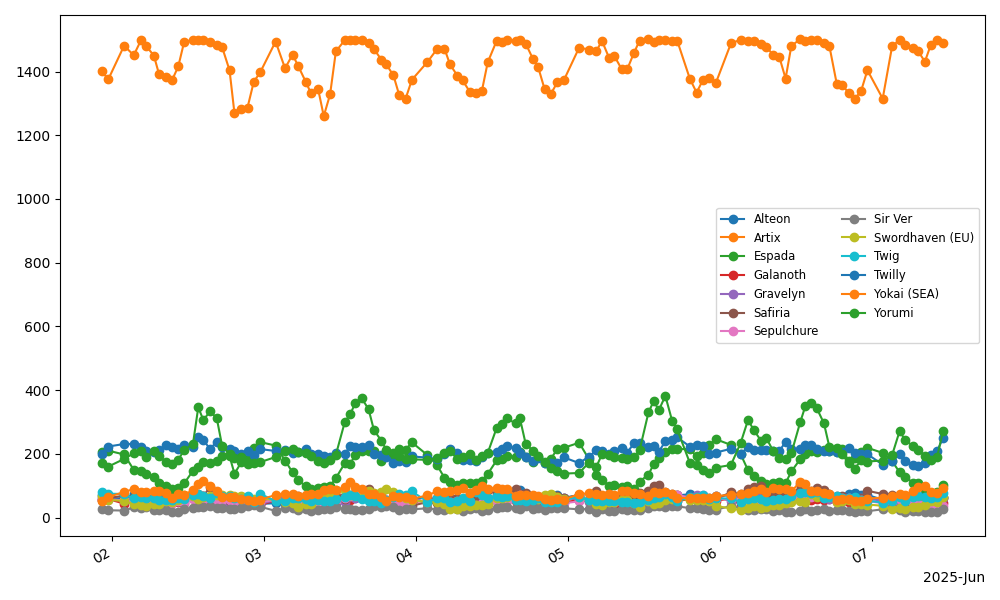 1400
1200
1000
800
600
400
200
0
Alteon
Artix
Espada
Galanoth
Gravelyn
Safiria
Sepulchure
Sir Ver
Swordhaven (EU)
Twig
Twilly
Yokai (SEA)
Yorumi
02
03
04
05
06
07
2025-Jun